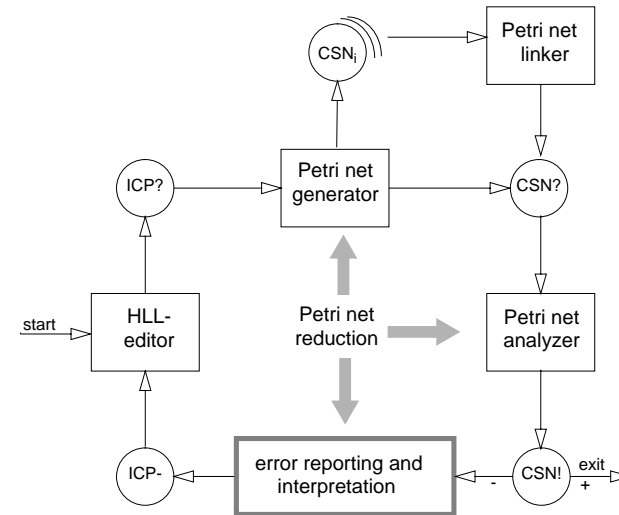 CSNi
Petri net
linker
ICP?
Petri net
generator
CSN?
start
HLL-
editor
Petri net
reduction
Petri net
analyzer
ICP-
error reporting and
interpretation
-
CSN!
exit
+